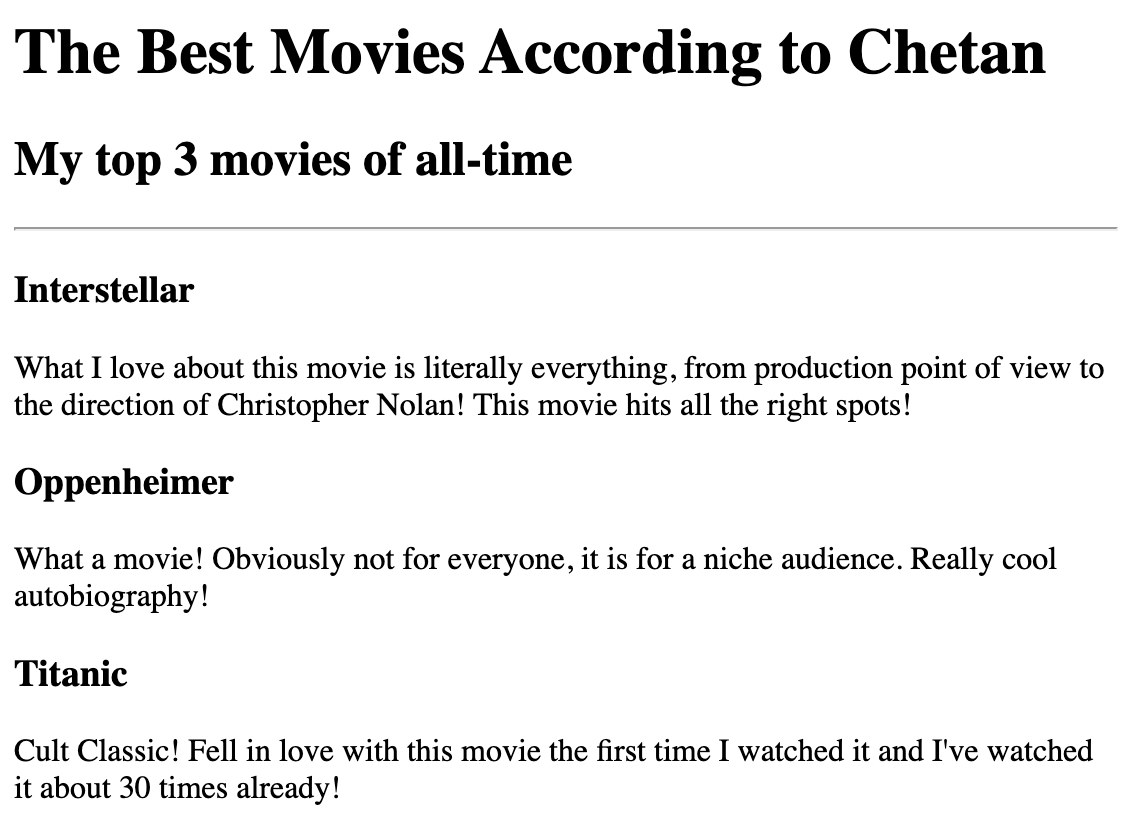 The Best Movies According to Chetan
My top 3 movies of all-time
Interstellar
What I love about this movie is literally everything, from production point of view to
the direction of Christopher Nolan! This movie hits all the right spots!
Oppenheimer
What a movie! Obviously not for everyone, it is for a niche audience. Really cool
autobiography!
Titanic
Cult Classic! Fell in love with this movie the first time I watched it and I've watched
it about 30 times already!